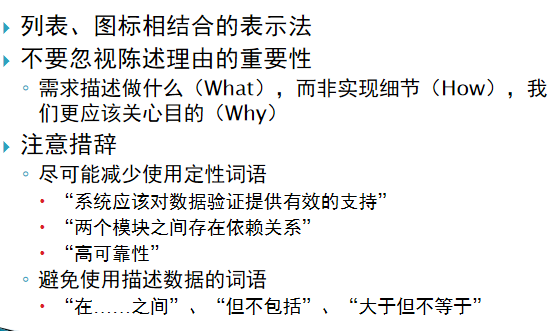 列表、图标相结合的表示法
不要忽视陈述理由的重要性
需求描述做什么（What），而非实现细节（How），我
们更应该关心目的（Why）
注意措辞
尽可能减少使用定性词语
“系统应该对数据验证提供有效的支持”
“两个模块之间存在依赖关系”
“高可靠性”
避免使用描述数据的词语
“在……之间”、“但不包括”、“大于但不等于”